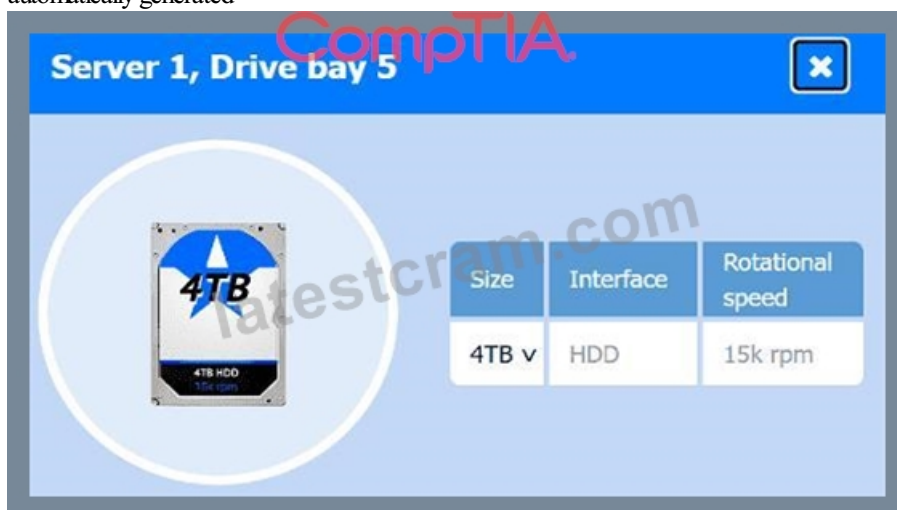 automatically generated
CompTIA.
Server 1, Drive bay 5
4TB
4TB HDD
15k rpm
latestcram.com
Size Interface Rotational speed
4TB v HDD 15k rpm